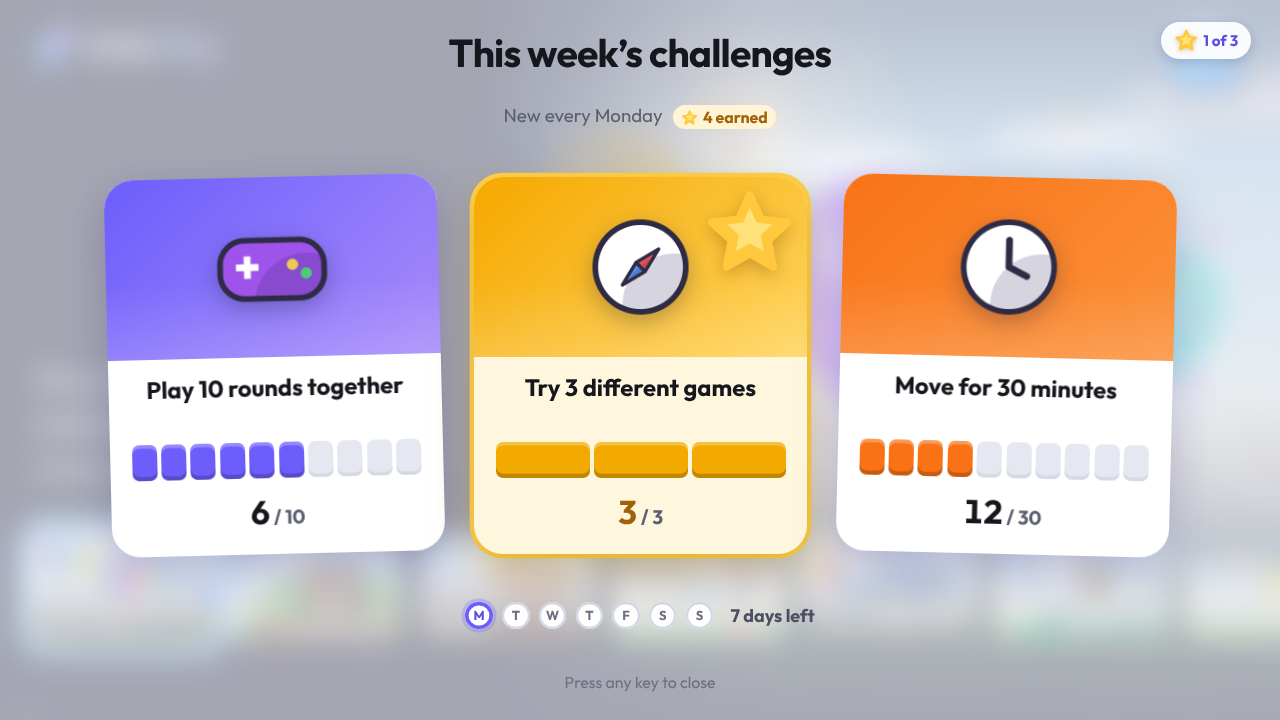 This week's challenges
1 of 3
New every Monday
4 earned
Play 10 rounds together
6 / 10
Try 3 different games
3 / 3
Move for 30 minutes
12 / 30
M T W T F S S 7 days left
Press any key to close